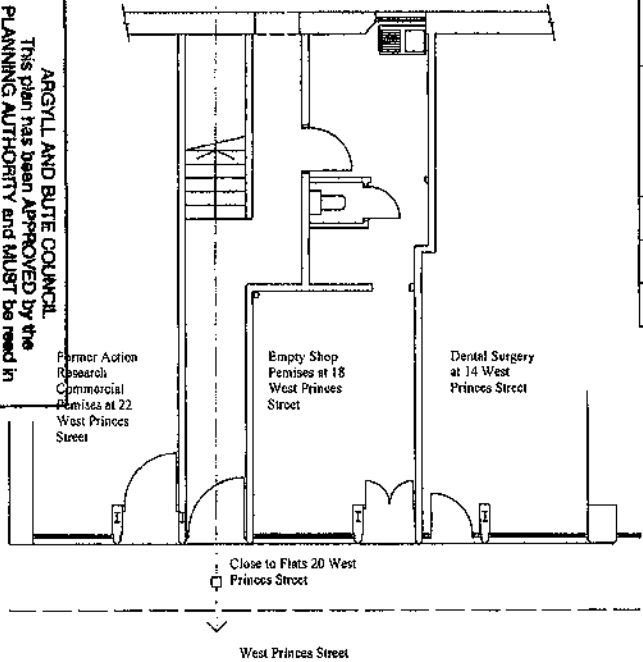 ARGYLL AND BUTE COUNCIL
This plan has been APPROVED by the
PLANNING AUTHORITY and MUST be read in
Former Action
Research
Commercial
Pemises at 22
West Princes
Street
Empty Shop
Pemises at 18
West Princes
Street
Dental Surgery
at 14 West
Princes Street
Close to Flats 20 West
Princes Street
West Princes Street